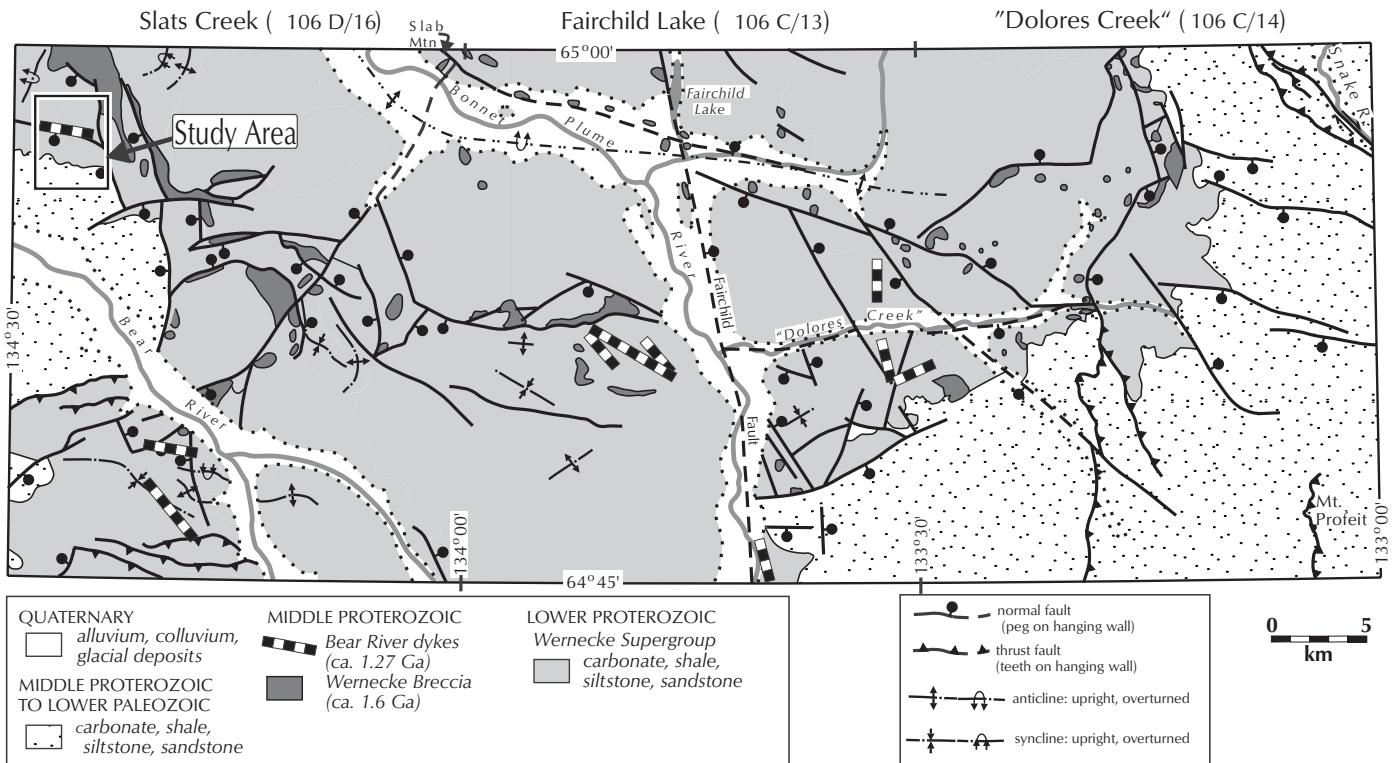 Slats Creek ( 106 D/16)
Fairchild Lake ( 106 C/13)
”Dolores Creek“ ( 106 C/14)
Slab
Mtn
65°00'
Snake R.
Fairchild
Lake
Bonnet Plume
River
Study Area
Fairchild
Fault
"Dolores Creek"
134°30'
Bear
River
134°00'
64°45'
133°30'
133°00'
Mt.
Profeit
QUATERNARY
alluvium, colluvium,
glacial deposits
MIDDLE PROTEROZOIC
TO LOWER PALEOZOIC
carbonate, shale,
siltstone, sandstone
MIDDLE PROTEROZOIC
Bear River dykes
(ca. 1.27 Ga)
Wernecke Breccia
(ca. 1.6 Ga)
LOWER PROTEROZOIC
Wernecke Supergroup
carbonate, shale,
siltstone, sandstone
normal fault
(peg on hanging wall)
thrust fault
(teeth on hanging wall)
anticline: upright, overturned
syncline: upright, overturned
0 5
km